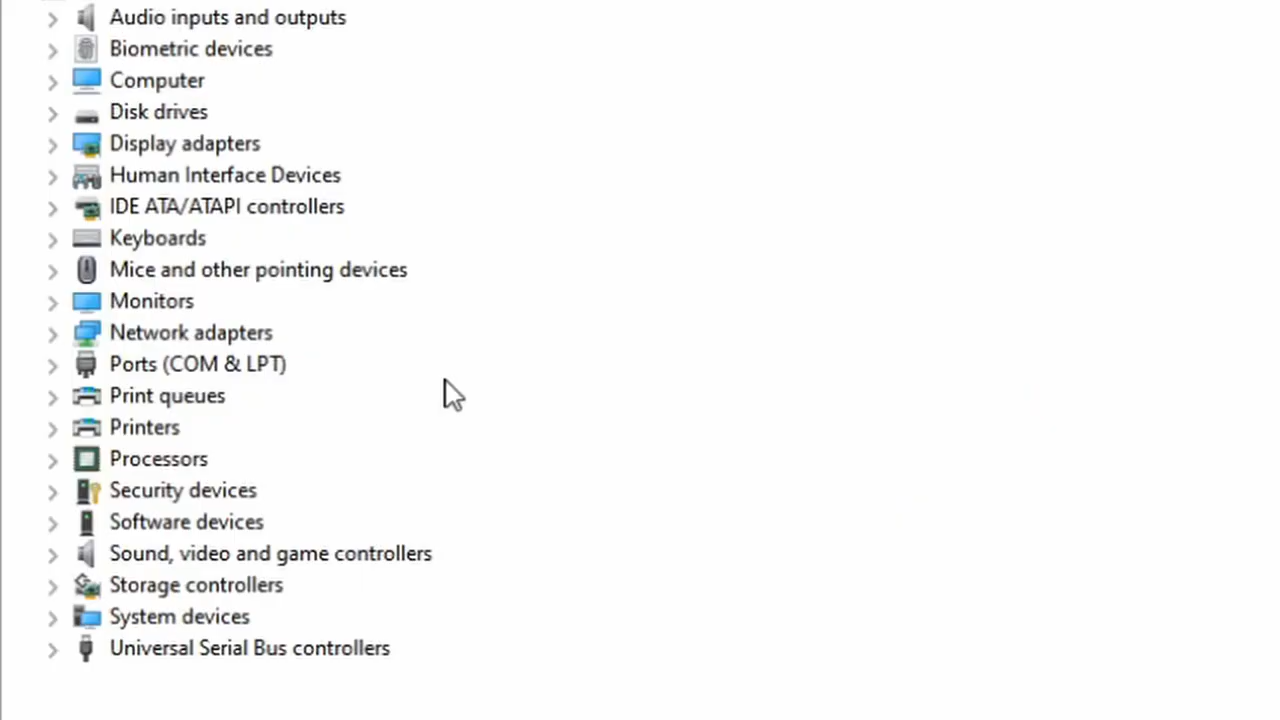 Audio inputs and outputs
Biometric devices
Computer
Disk drives
Display adapters
Human Interface Devices
IDE ATA/ATAPI controllers
Keyboards
Mice and other pointing devices
Monitors
Network adapters
Ports (COM & LPT)
Print queues
Printers
Processors
Security devices
Software devices
Sound, video and game controllers
Storage controllers
System devices
Universal Serial Bus controllers